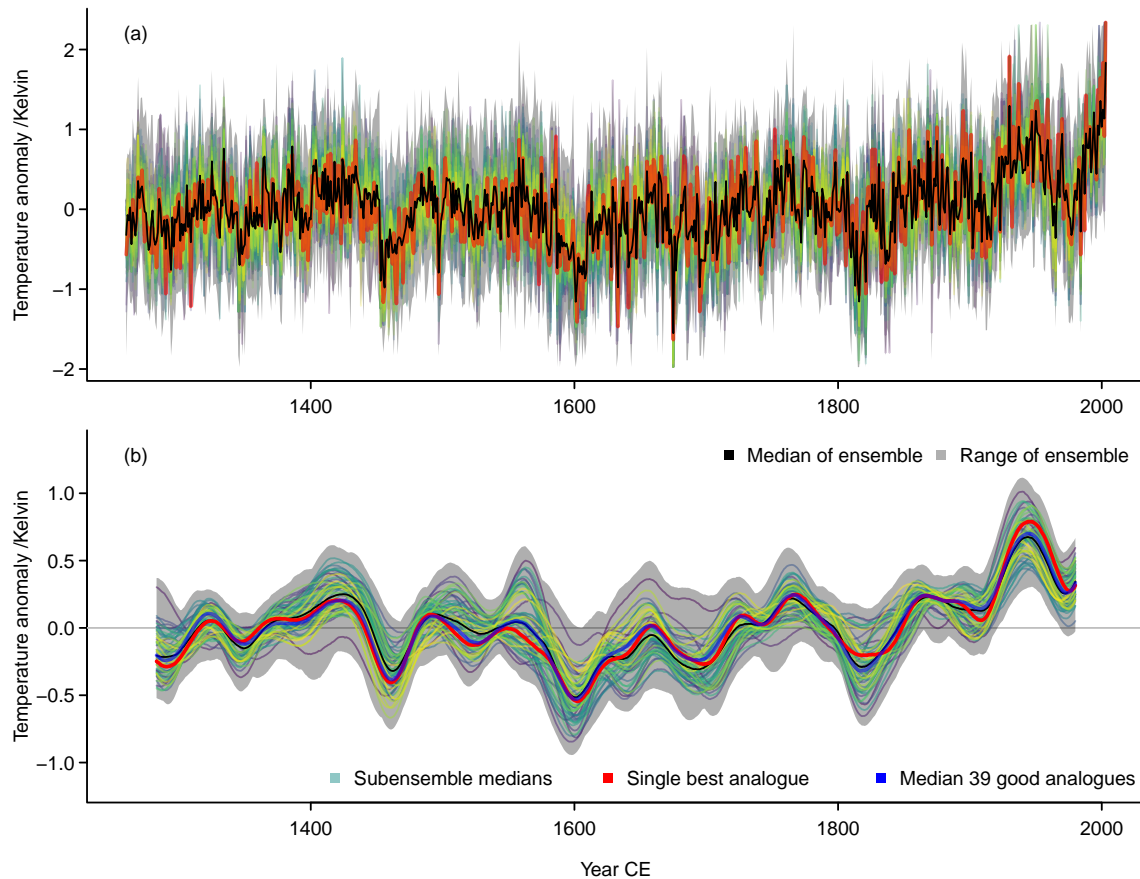 (a)
Temperature anomaly /Kelvin
2
1
0
−1
−2
1400 1600 1800 2000
(b)
Median of ensemble Range of ensemble
Temperature anomaly /Kelvin
1.0
0.5
0.0
−0.5
−1.0
Subensemble medians Single best analogue Median 39 good analogues
1400 1600 1800 2000
Year CE